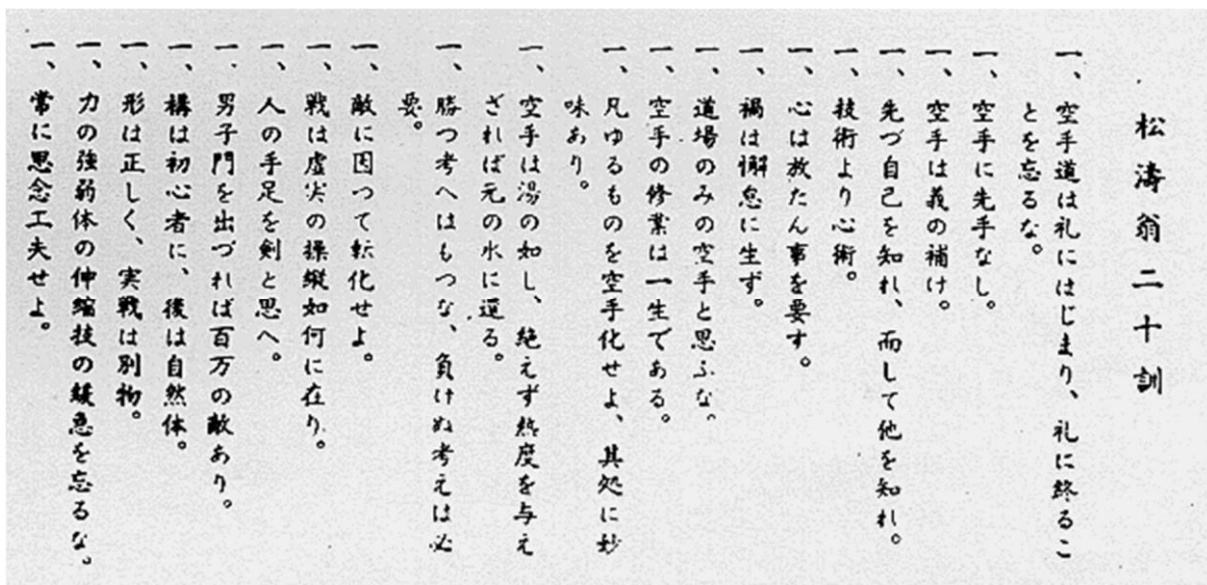 松濤翁二十訓
一、空手道は礼にはじまり、礼に終るこ
とを忘るな。
一、空手に先手なし。
一、空手は義の補け。
一、先づ自己を知れ、而して他を知れ。
一、技術より心術。
一、心は放たん事を要す。
一、禍は懈怠に生ず。
一、道場のみの空手と思ふな。
一、空手の修業は一生である。
一、凡ゆるものを空手化せよ、其処に妙
味あり。
一、空手は湯の如し、絶えず熱度を与え
ざれば元の水に還る。
一、勝つ考へはもつな、負けぬ考えは必
要。
一、敵に因つて転化せよ。
一、戦は虚実の操縦如何に在り。
一、人の手足を剣と思へ。
一、男子門を出づれば百万の敵あり。
一、構は初心者に、後は自然体。
一、形は正しく、実戦は別物。
一、力の強弱体の伸縮技の緩急を忘るな。
一、常に思念工夫せよ。